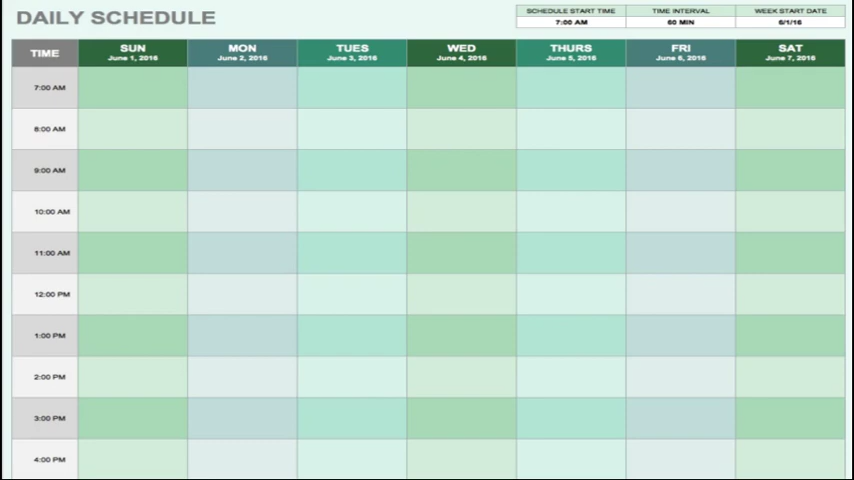 DAILY SCHEDULE
SCHEDULE START TIME TIME INTERVAL WEEK START DATE
7:00 AM 60 MIN 6/1/16
TIME SUN MON TUES WED THURS FRI SAT
June 1, 2016 June 2, 2016 June 3, 2016 June 4, 2016 June 5, 2016 June 6, 2016 June 7, 2016
7:00 AM
8:00 AM
9:00 AM
10:00 AM
11:00 AM
12:00 PM
1:00 PM
2:00 PM
3:00 PM
4:00 PM